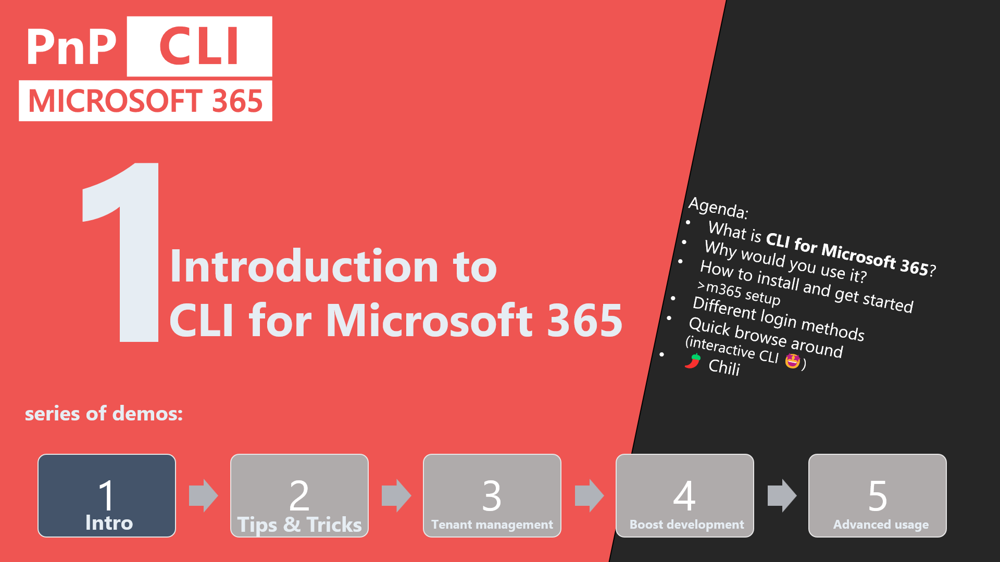 PnP CLI
MICROSOFT 365
1
Introduction to
CLI for Microsoft 365
Agenda:
• What is CLI for Microsoft 365?
• Why would you use it?
• How to install and get started
>m365 setup
• Different login methods
• Quick browse around
(interactive CLI 🤩)
• 🌶️ Chili
series of demos:
1
Intro
2
Tips & Tricks
3
Tenant management
4
Boost development
5
Advanced usage